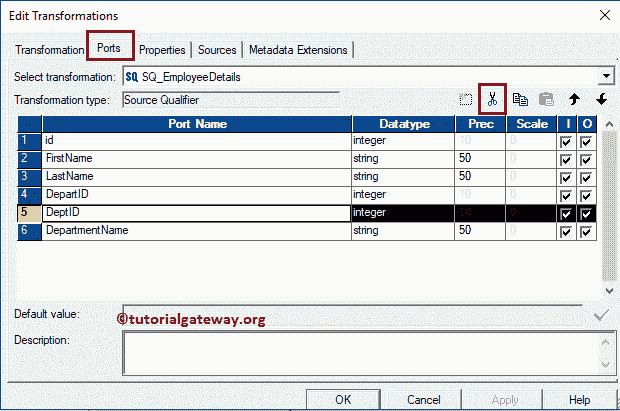 Edit Transformations
Transformation Ports Properties Sources Metadata Extensions
Select transformation: SQ SQ_EmployeeDetails
Transformation type: Source Qualifier
Port Name Datatype Prec Scale I O
1 id integer 10 0
2 FirstName string 50 0
3 LastName string 50 0
4 DepartID integer 10 0
5 DeptID integer 10 0
6 DepartmentName string 50 0
Default value:
©tutorialgateway.org
Description:
OK Cancel Apply Help